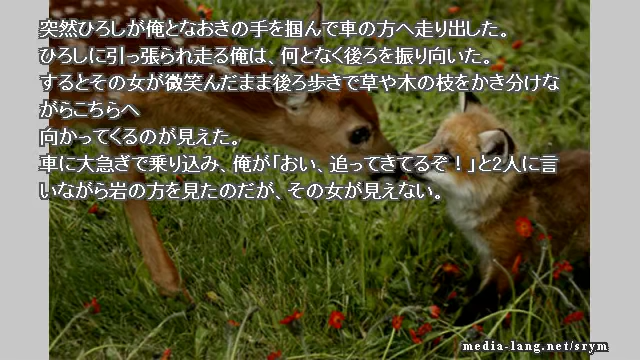 突然ひろしが俺となおきの手を掴んで車の方へ走り出した。
ひろしに引っ張られ走る俺は、何となく後ろを振り向いた。
するとその女が微笑んだまま後ろ歩きで草や木の枝をかき分けな
がらこちらへ
向かってくるのが見えた。
車に大急ぎで乗り込み、俺が「おい、追ってきてるぞ！」と2人に言
いながら岩の方を見たのだが、その女が見えない。
media-lang.net/srym